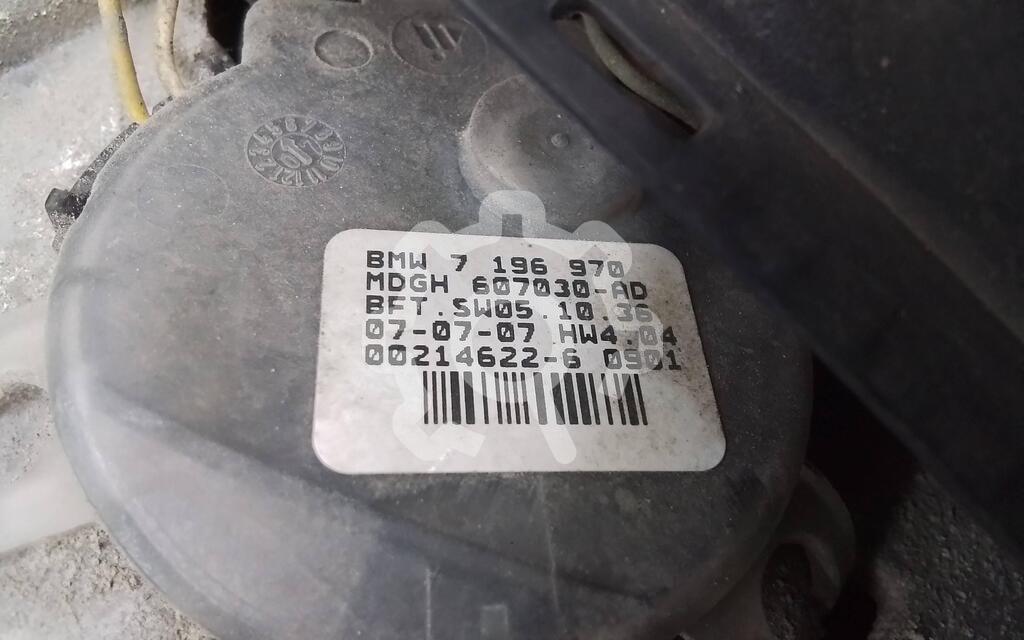 BMW 7 196 970
MDGH 607030-AD
BFT.SW05.10.36
07-07-07 HW4.04
00214622-6 0901